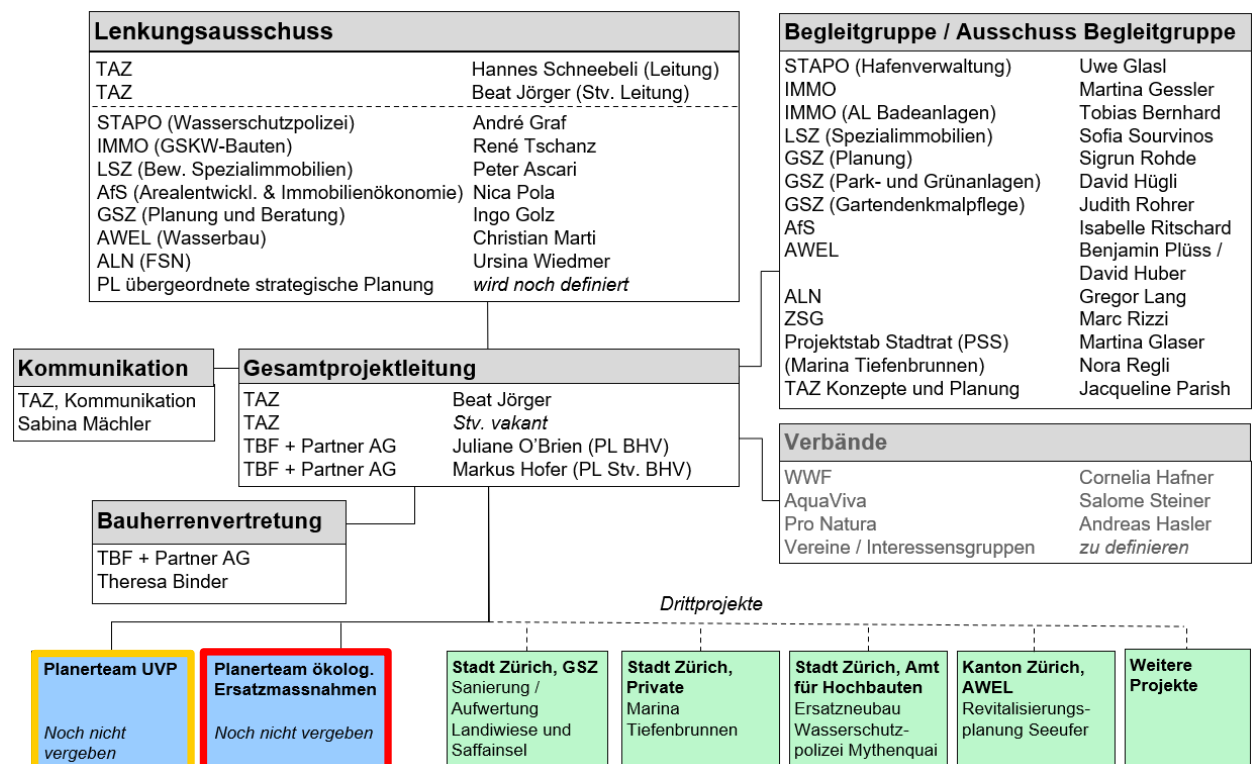 Lenkungsausschuss
TAZ Hannes Schneebeli (Leitung)
TAZ Beat Jörger (Stv. Leitung)
STAPO (Wasserschutzpolizei) André Graf
IMMO (GSKW-Bauten) René Tschanz
LSZ (Bew. Spezialimmobilien) Peter Ascari
AfS (Arealentwickl. & Immobilienökonomie) Nica Pola
GSZ (Planung und Beratung) Ingo Golz
AWEL (Wasserbau) Christian Marti
ALN (FSN) Ursina Wiedmer
PL übergeordnete strategische Planung wird noch definiert
Begleitgruppe / Ausschuss Begleitgruppe
STAPO (Hafenverwaltung) Uwe Glasl
IMMO Martina Gessler
IMMO (AL Badeanlagen) Tobias Bernhard
LSZ (Spezialimmobilien) Sofia Sourvinos
GSZ (Planung) Sigrun Rohde
GSZ (Park- und Grünanlagen) David Hügli
GSZ (Gartendenkmalpflege) Judith Rohrer
AfS Isabelle Ritschard
AWEL Benjamin Plüss /
David Huber
ALN Gregor Lang
ZSG Marc Rizzi
Projektstab Stadtrat (PSS) Martina Glaser
(Marina Tiefenbrunnen) Nora Regli
TAZ Konzepte und Planung Jacqueline Parish
Kommunikation
TAZ, Kommunikation
Sabina Mächler
Gesamtprojektleitung
TAZ Beat Jörger
TAZ Stv. vakant
TBF + Partner AG Juliane O'Brien (PL BHV)
TBF + Partner AG Markus Hofer (PL Stv. BHV)
Verbände
WWF Cornelia Hafner
AquaViva Salome Steiner
Pro Natura Andreas Hasler
Vereine / Interessensgruppen zu definieren
Bauherrenvertretung
TBF + Partner AG
Theresa Binder
Drittprojekte
Planerteam UVP
Noch nicht
vergeben
Planerteam ökolog.
Ersatzmassnahmen
Noch nicht vergeben
Stadt Zürich, GSZ
Sanierung /
Aufwertung
Landiwiese und
Saffainsel
Stadt Zürich,
Private
Marina
Tiefenbrunnen
Stadt Zürich, Amt
für Hochbauten
Ersatzneubau
Wasserschutz-
polizei Mythenquai
Kanton Zürich,
AWEL
Revitalisierungs-
planung Seeufer
Weitere
Projekte